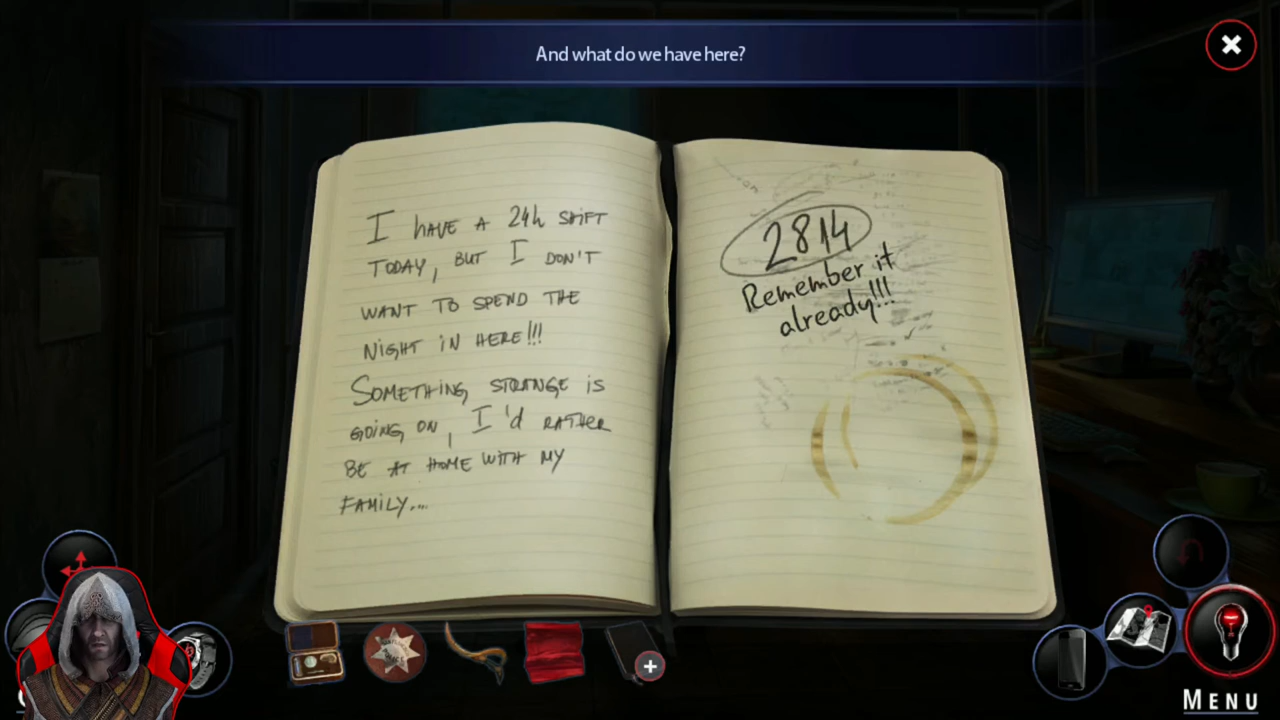 And what do we have here?
I HAVE A 24h SHIFT
TODAY, BUT I DON'T
WANT TO SPEND THE
NIGHT IN HERE!!!
SOMETHING STRANGE IS
GOING ON, I'd RATHER
BE AT HOME WITH MY
FAMILY...
2814
Remember it
already!!!
MENU